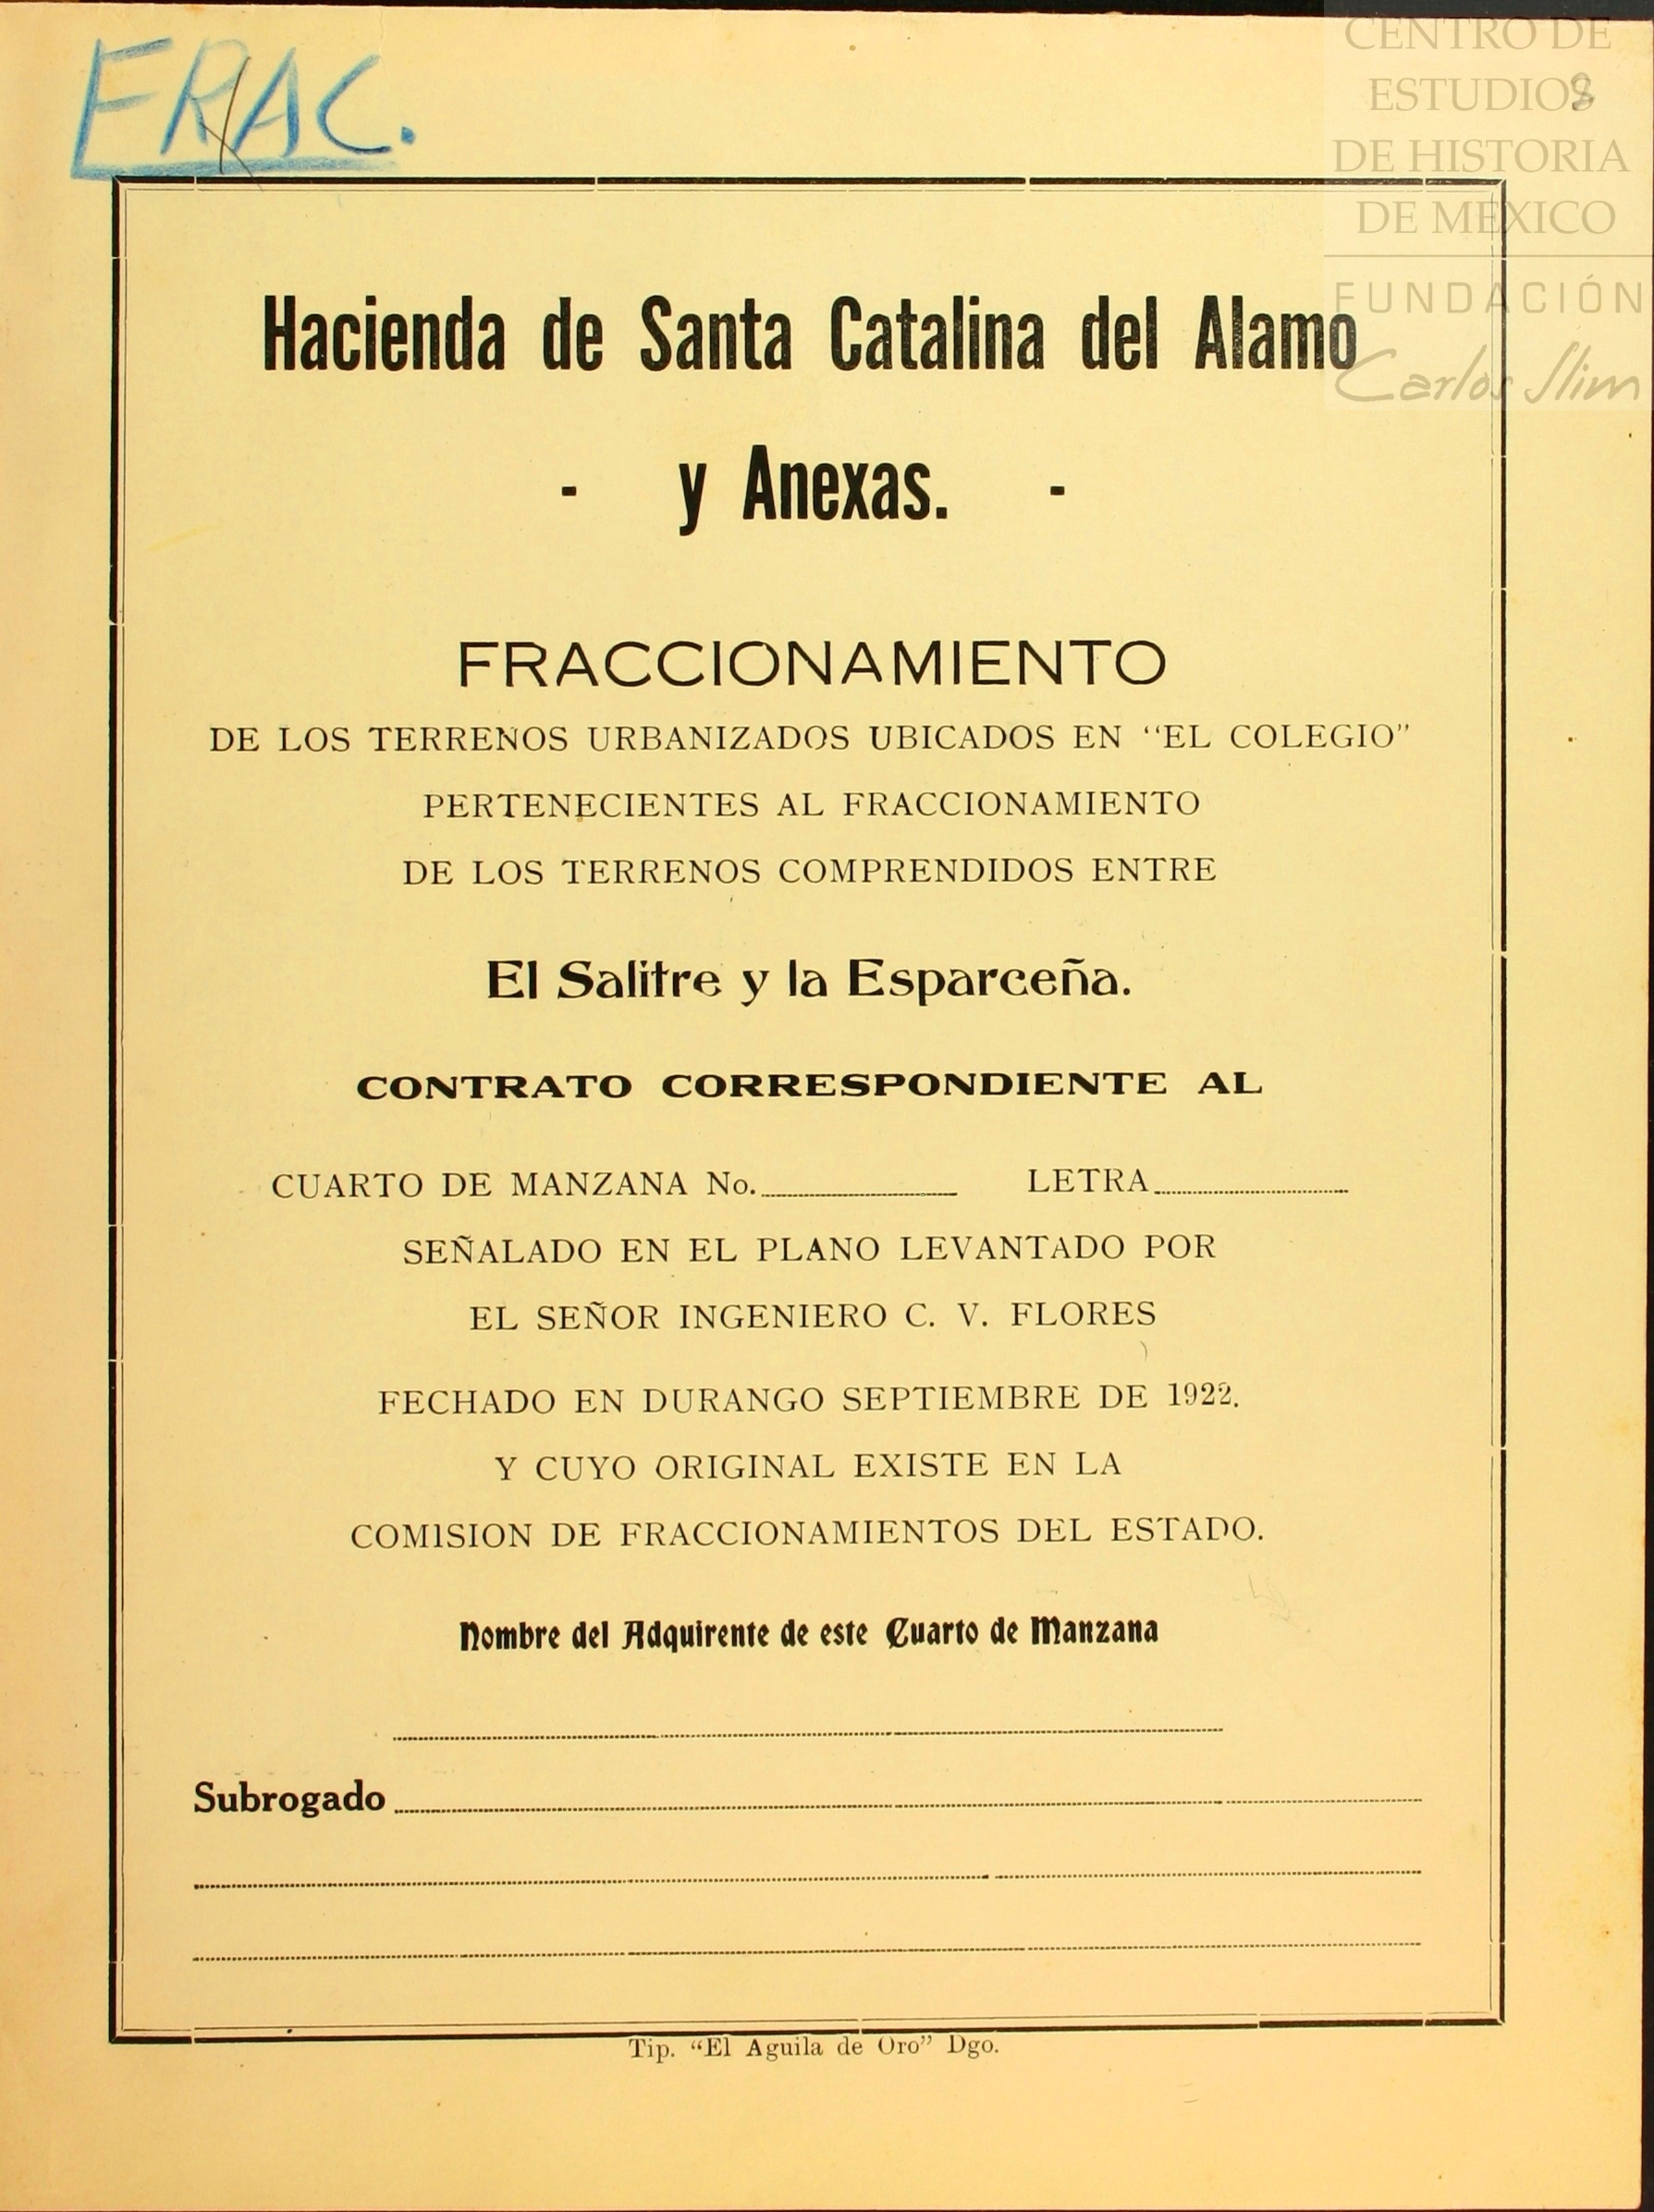 FRAC.
CENTRO DE
ESTUDIOS
DE HISTORIA
DE MEXICO
FUNDACIÓN
Carlos Slim
Hacienda de Santa Catalina del Alamo
- y Anexas. -
FRACCIONAMIENTO
DE LOS TERRENOS URBANIZADOS UBICADOS EN "EL COLEGIO"
PERTENECIENTES AL FRACCIONAMIENTO
DE LOS TERRENOS COMPRENDIDOS ENTRE
El Salitre y la Esparceña.
CONTRATO CORRESPONDIENTE AL
CUARTO DE MANZANA No. LETRA
SEÑALADO EN EL PLANO LEVANTADO POR
EL SEÑOR INGENIERO C. V. FLORES
FECHADO EN DURANGO SEPTIEMBRE DE 1922.
Y CUYO ORIGINAL EXISTE EN LA
COMISION DE FRACCIONAMIENTOS DEL ESTADO.
Nombre del Adquirente de este Cuarto de Manzana
Subrogado
Tip. "El Aguila de Oro" Dgo.